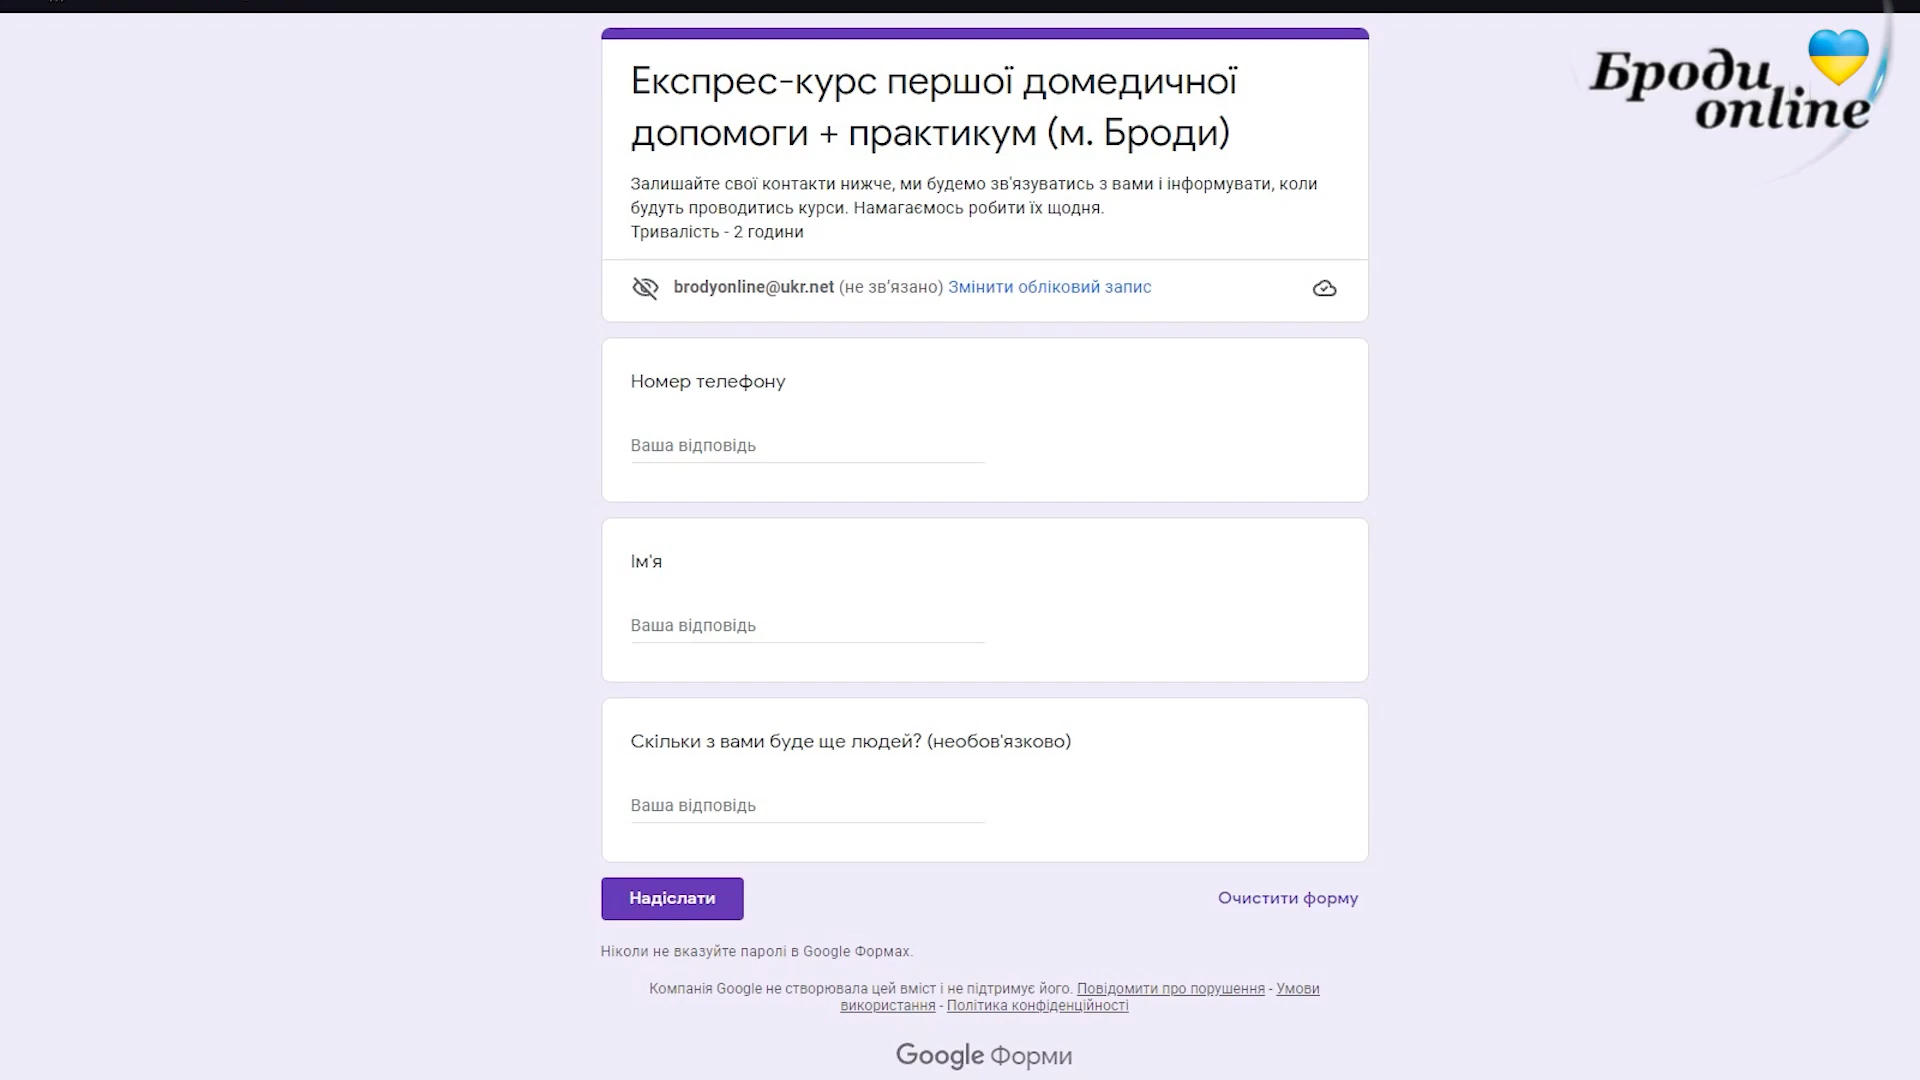 Броди
online
Експрес-курс першої домедичної
допомоги + практикум (м. Броди)
Залишайте свої контакти нижче, ми будемо зв'язуватись з вами і інформувати, коли
будуть проводитись курси. Намагаємось робити їх щодня.
Тривалість - 2 години
brodyonline@ukr.net (не зв’язано) Змінити обліковий запис
Номер телефону
Ваша відповідь
Ім'я
Ваша відповідь
Скільки з вами буде ще людей? (необов'язково)
Ваша відповідь
Надіслати
Очистити форму
Ніколи не вказуйте паролі в Google Формах.
Компанія Google не створювала цей вміст і не підтримує його. Повідомити про порушення - Умови
використання - Політика конфіденційності
Google Форми